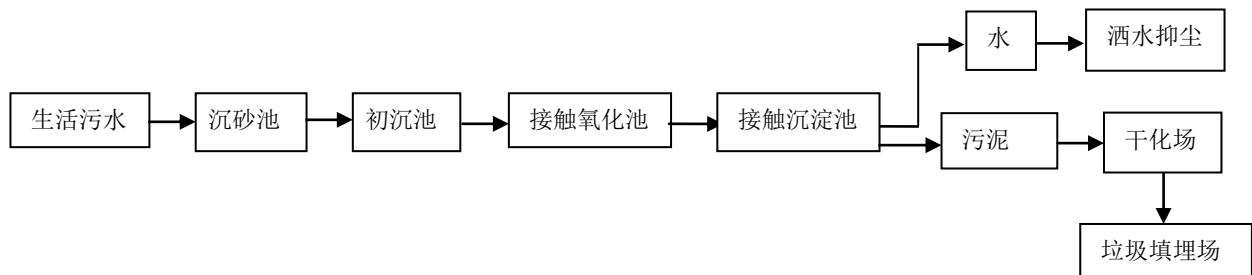 水
洒水抑尘
生活污水
沉砂池
初沉池
接触氧化池
接触沉淀池
污泥
干化场
垃圾填埋场